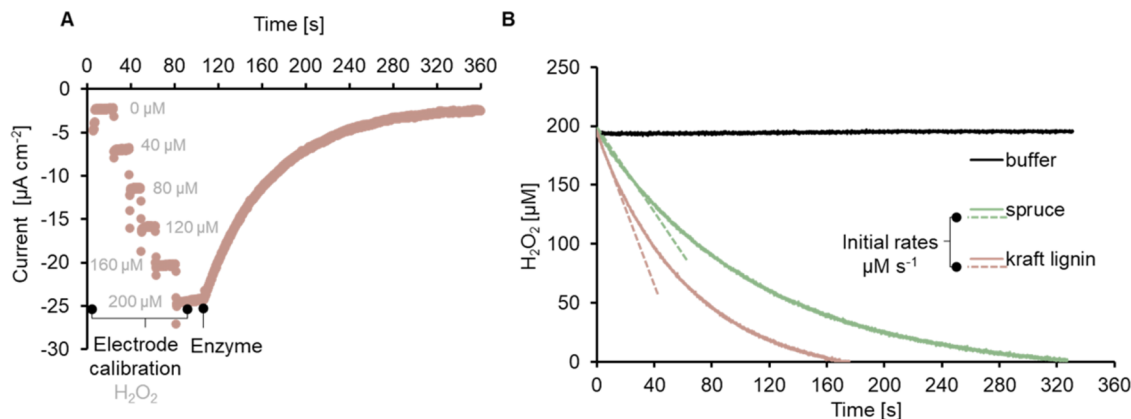 A
Time [s]
0 40 80 120 160 200 240 280 320 360
0
-5
-10
-15
-20
-25
-30
Current [µA cm-2]
0 µM
40 µM
80 µM
120 µM
160 µM
200 µM
Electrode
calibration
H2O2
Enzyme
B
250
200
150
100
50
0
H2O2 [µM]
buffer
spruce
Initial rates
µM s-1
kraft lignin
0 40 80 120 160 200 240 280 320 360
Time [s]